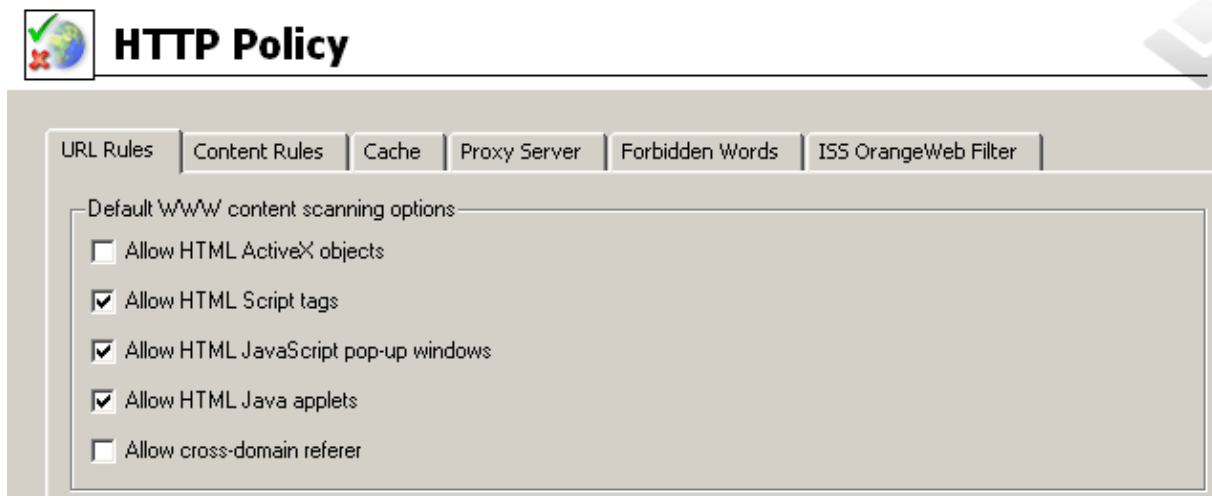 HTTP Policy
URL Rules Content Rules Cache Proxy Server Forbidden Words ISS OrangeWeb Filter
Default WWW content scanning options
Allow HTML ActiveX objects
Allow HTML Script tags
Allow HTML JavaScript pop-up windows
Allow HTML Java applets
Allow cross-domain referer